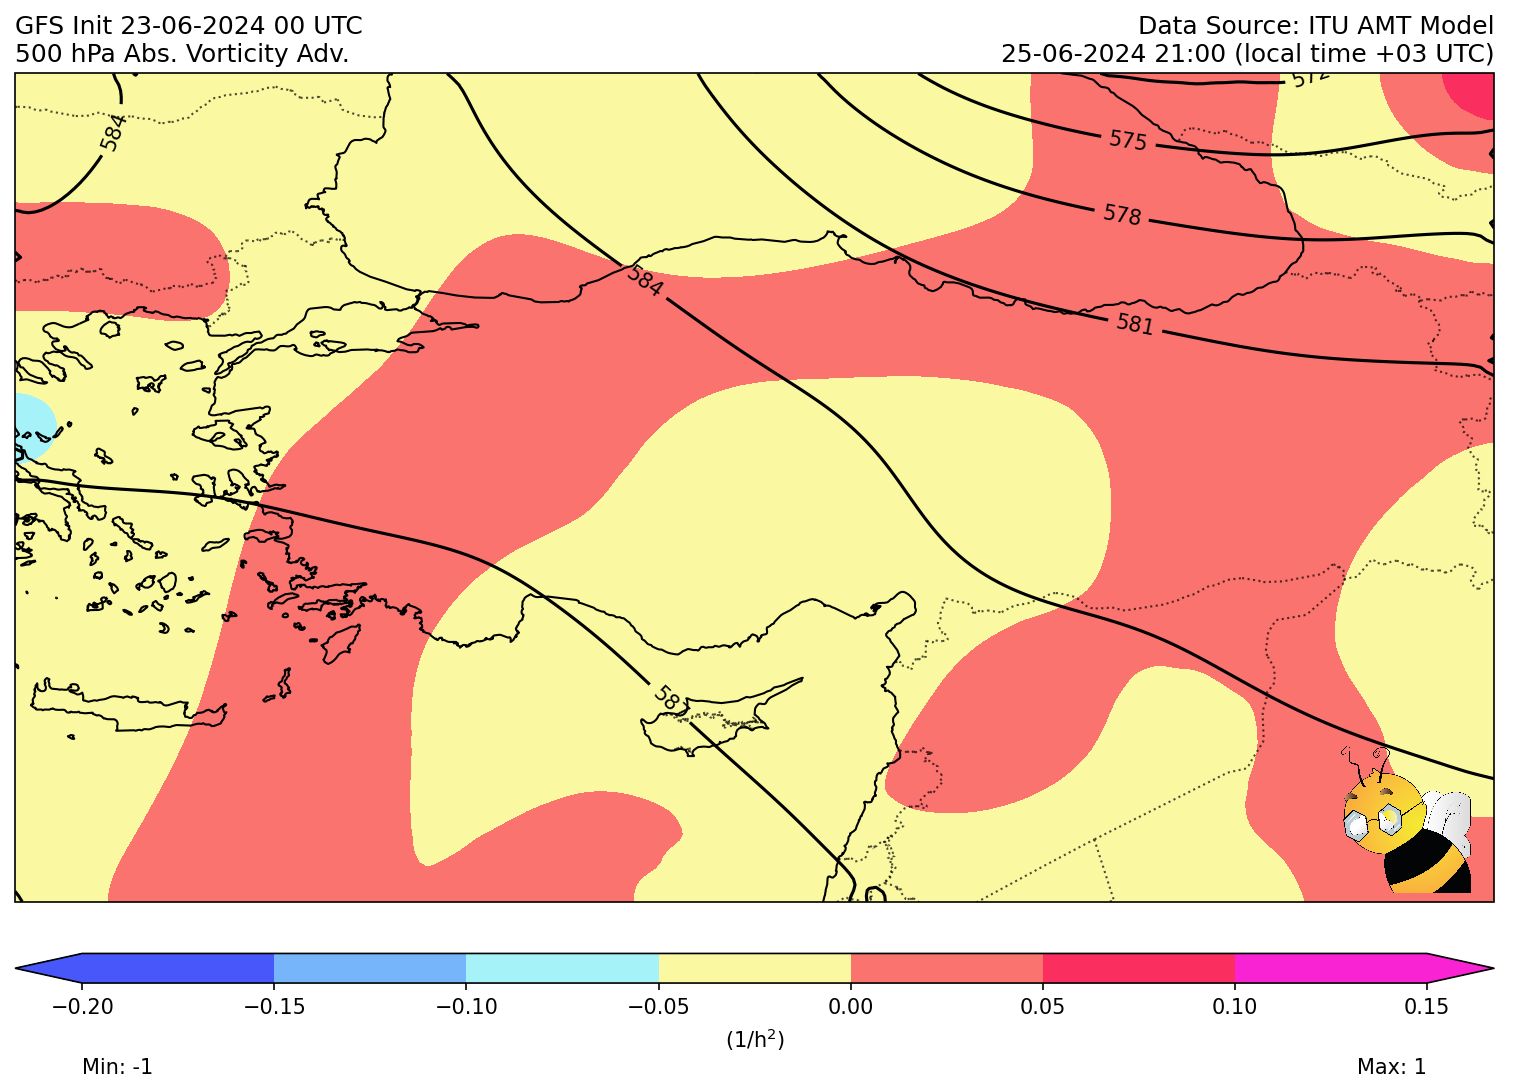 GFS Init 23-06-2024 00 UTC
500 hPa Abs. Vorticity Adv.
Data Source: ITU AMT Model
25-06-2024 21:00 (local time +03 UTC)
572
584
575
578
584
581
58
−0.20 −0.15 −0.10 −0.05 0.00 0.05 0.10 0.15
(1/h²)
Min: -1 Max: 1